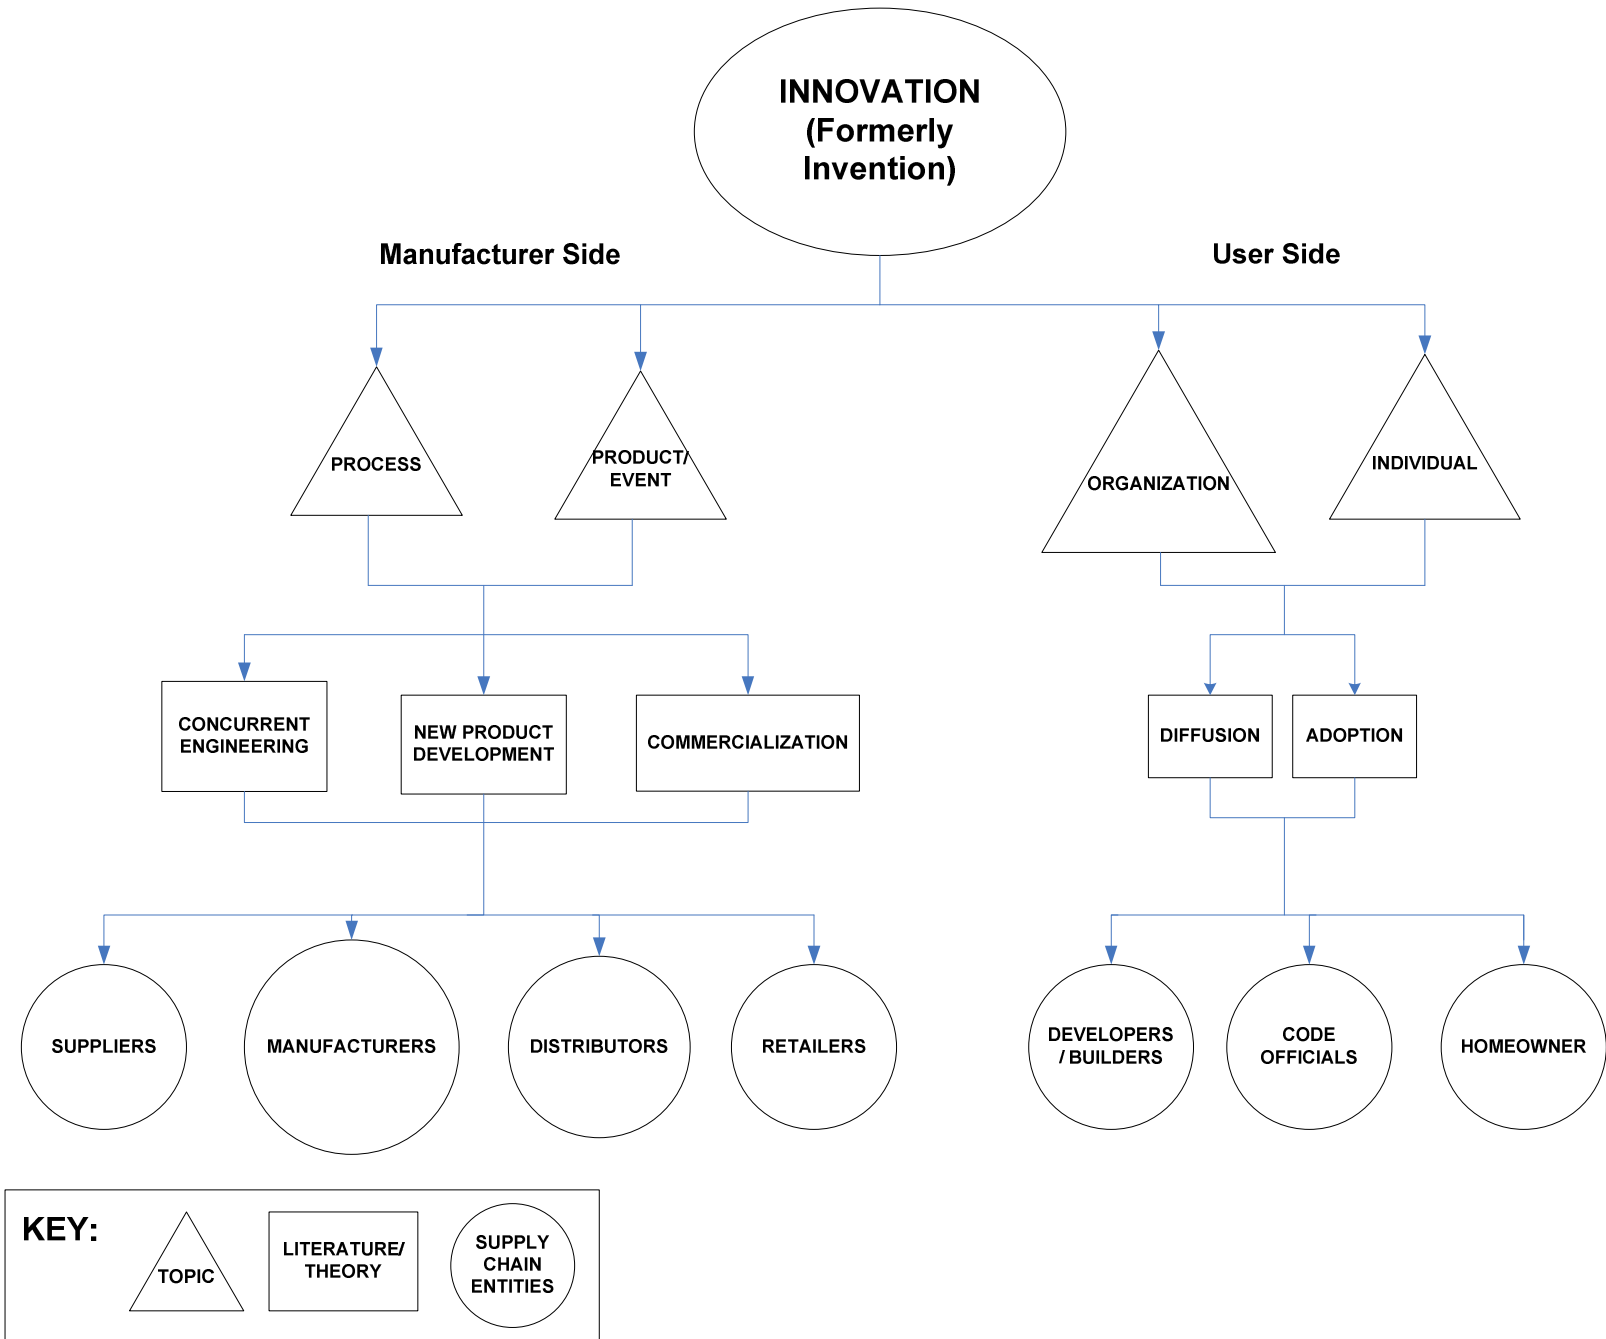 INNOVATION
(Formerly
Invention)
Manufacturer Side
User Side
PROCESS
PRODUCT/
EVENT
ORGANIZATION
INDIVIDUAL
CONCURRENT
ENGINEERING
NEW PRODUCT
DEVELOPMENT
COMMERCIALIZATION
DIFFUSION
ADOPTION
SUPPLIERS
MANUFACTURERS
DISTRIBUTORS
RETAILERS
DEVELOPERS
/ BUILDERS
CODE
OFFICIALS
HOMEOWNER
KEY:
TOPIC
LITERATURE/
THEORY
SUPPLY
CHAIN
ENTITIES